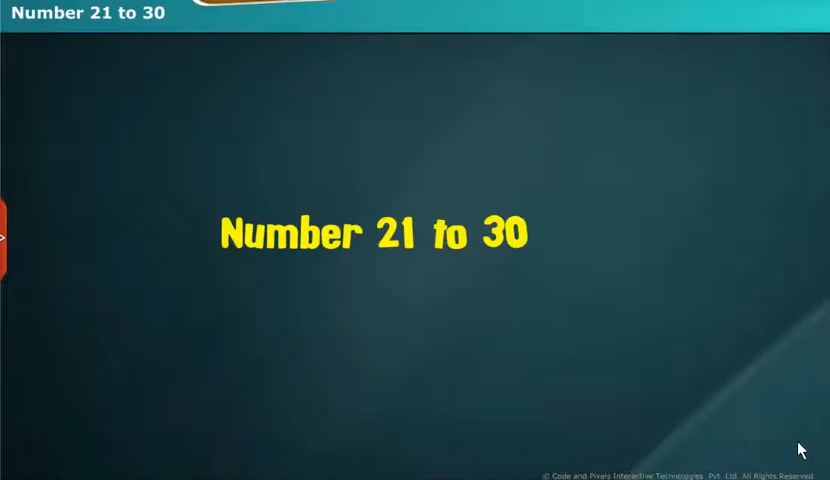 Number 21 to 30
Number 21 to 30
© Code and Pixels Interactive Technologies. Pvt. Ltd. All Rights Reserved.